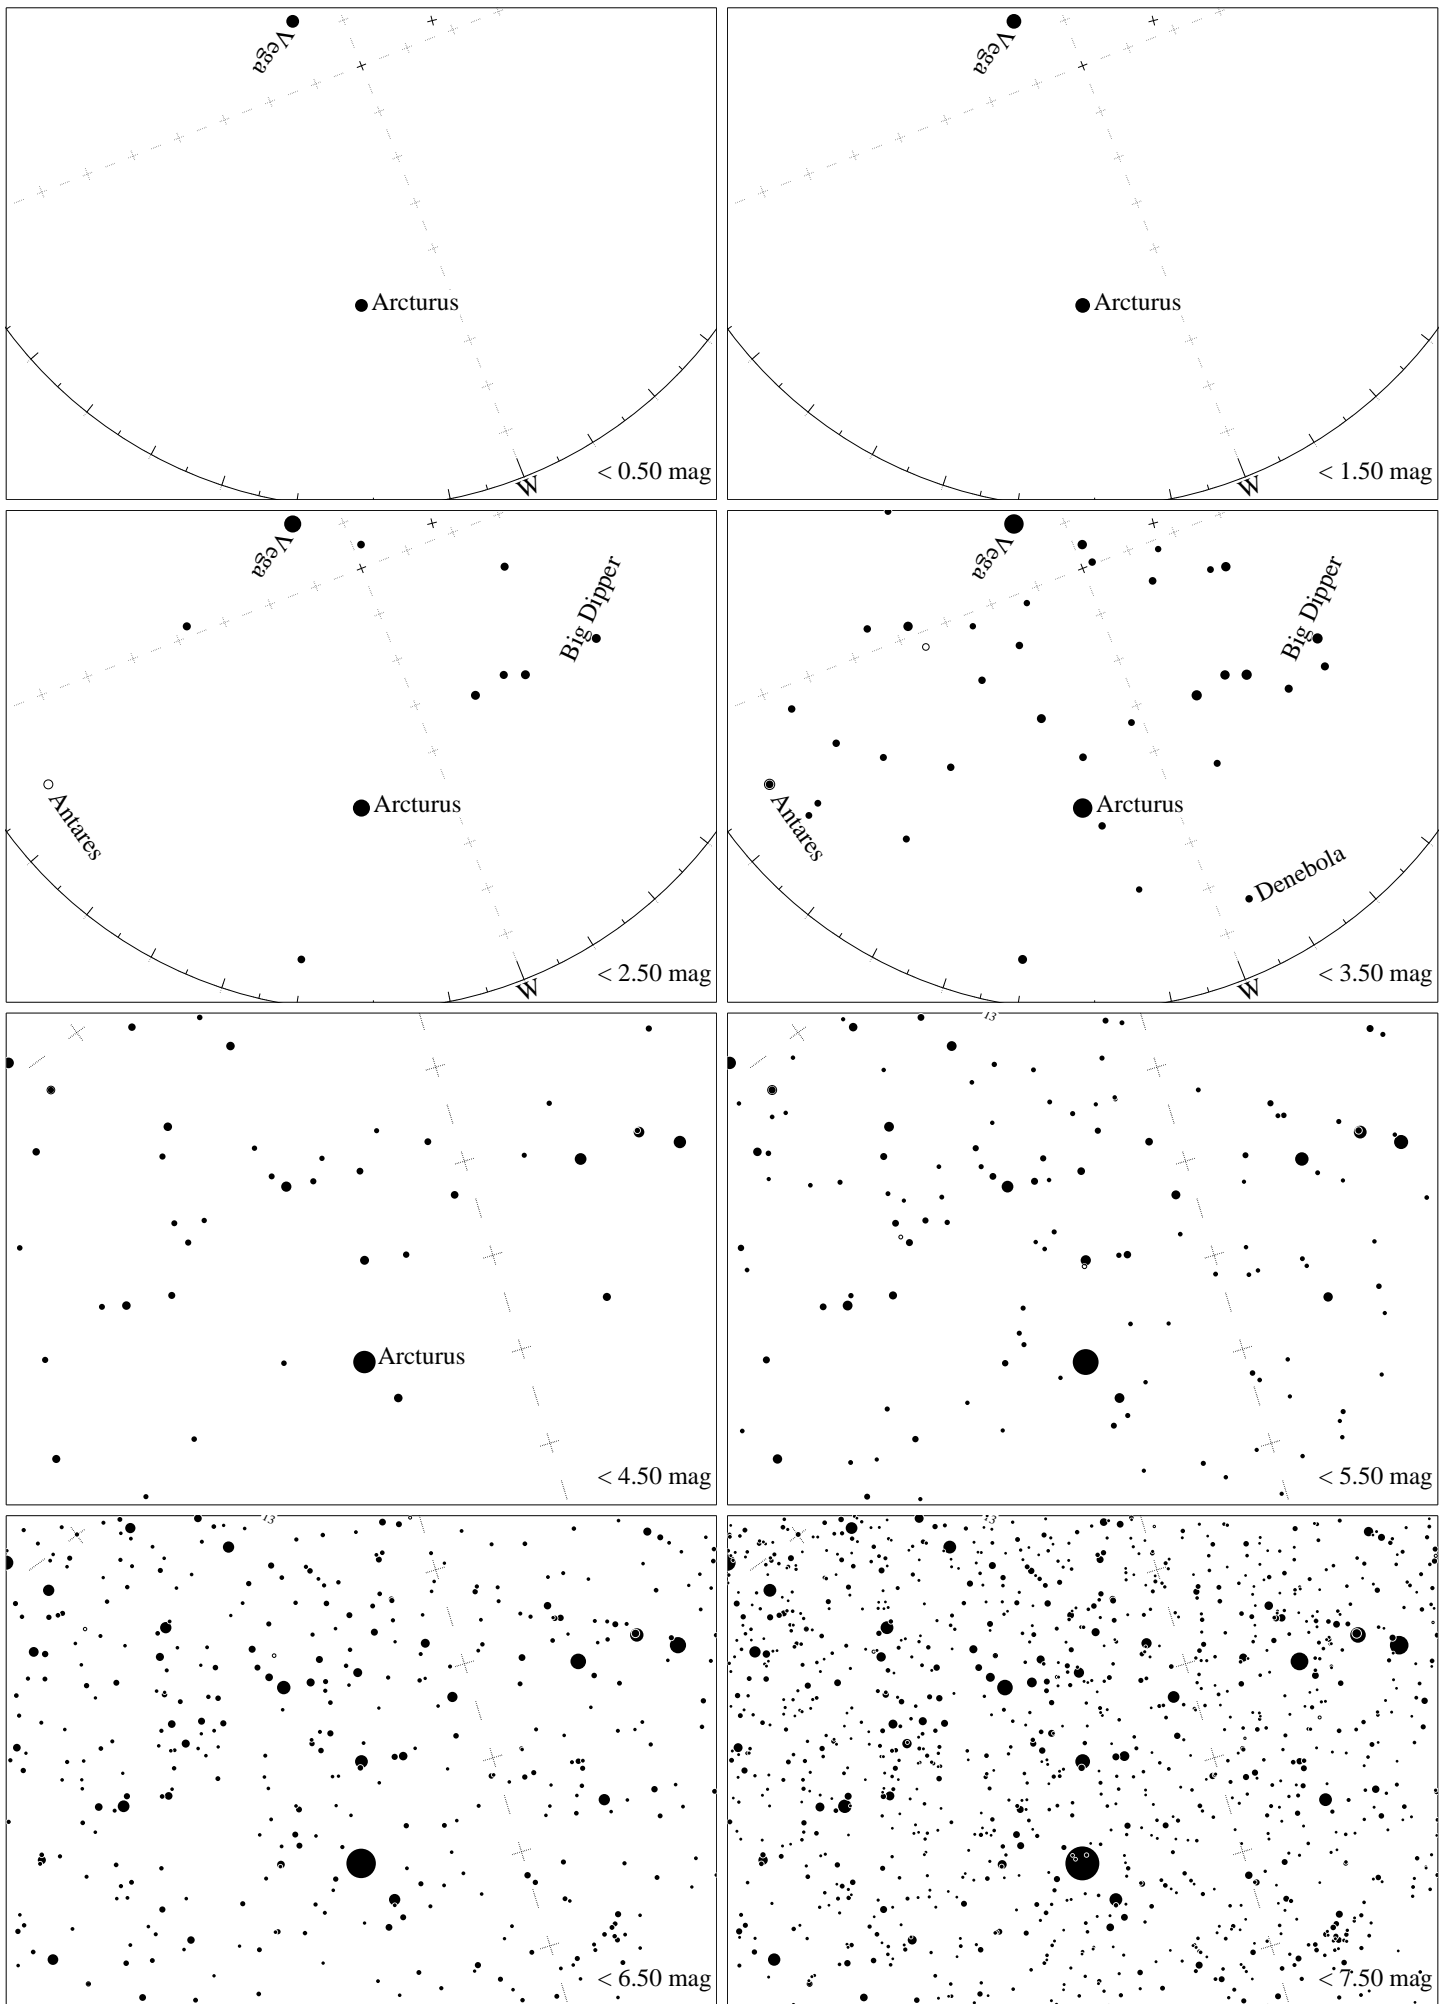 Vega
Arcturus
W
< 0.50 mag
Vega
Arcturus
W
< 1.50 mag
Vega
Big Dipper
Antares
Arcturus
W
< 2.50 mag
Vega
Big Dipper
Antares
Arcturus
Denebola
W
< 3.50 mag
Arcturus
< 4.50 mag
13
< 5.50 mag
13
< 6.50 mag
13
< 7.50 mag